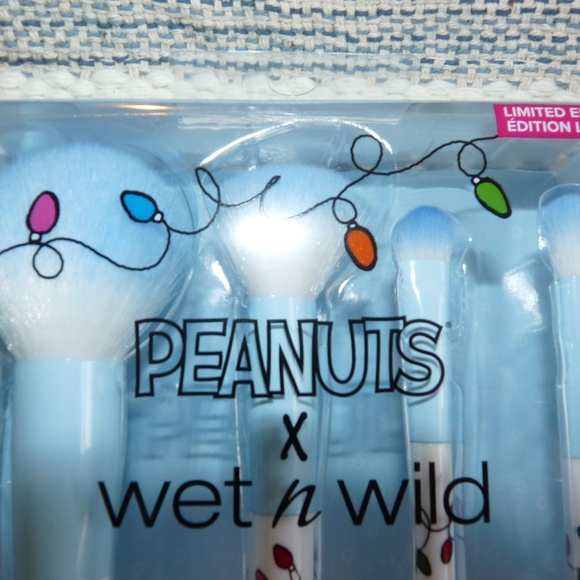 LIMITED E
ÉDITION L
PEANUTS
X
wet n wild